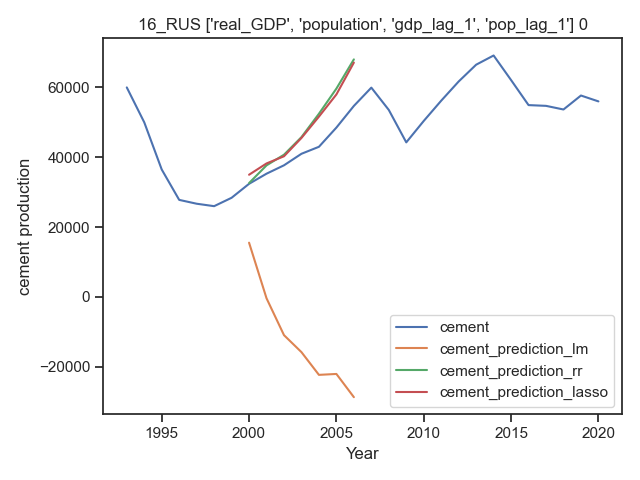 16_RUS ['real_GDP', 'population', 'gdp_lag_1', 'pop_lag_1'] 0
60000
40000
20000
0
−20000
cement production
1995
2000
2005
2010
2015
2020
Year
cement
cement_prediction_lm
cement_prediction_rr
cement_prediction_lasso